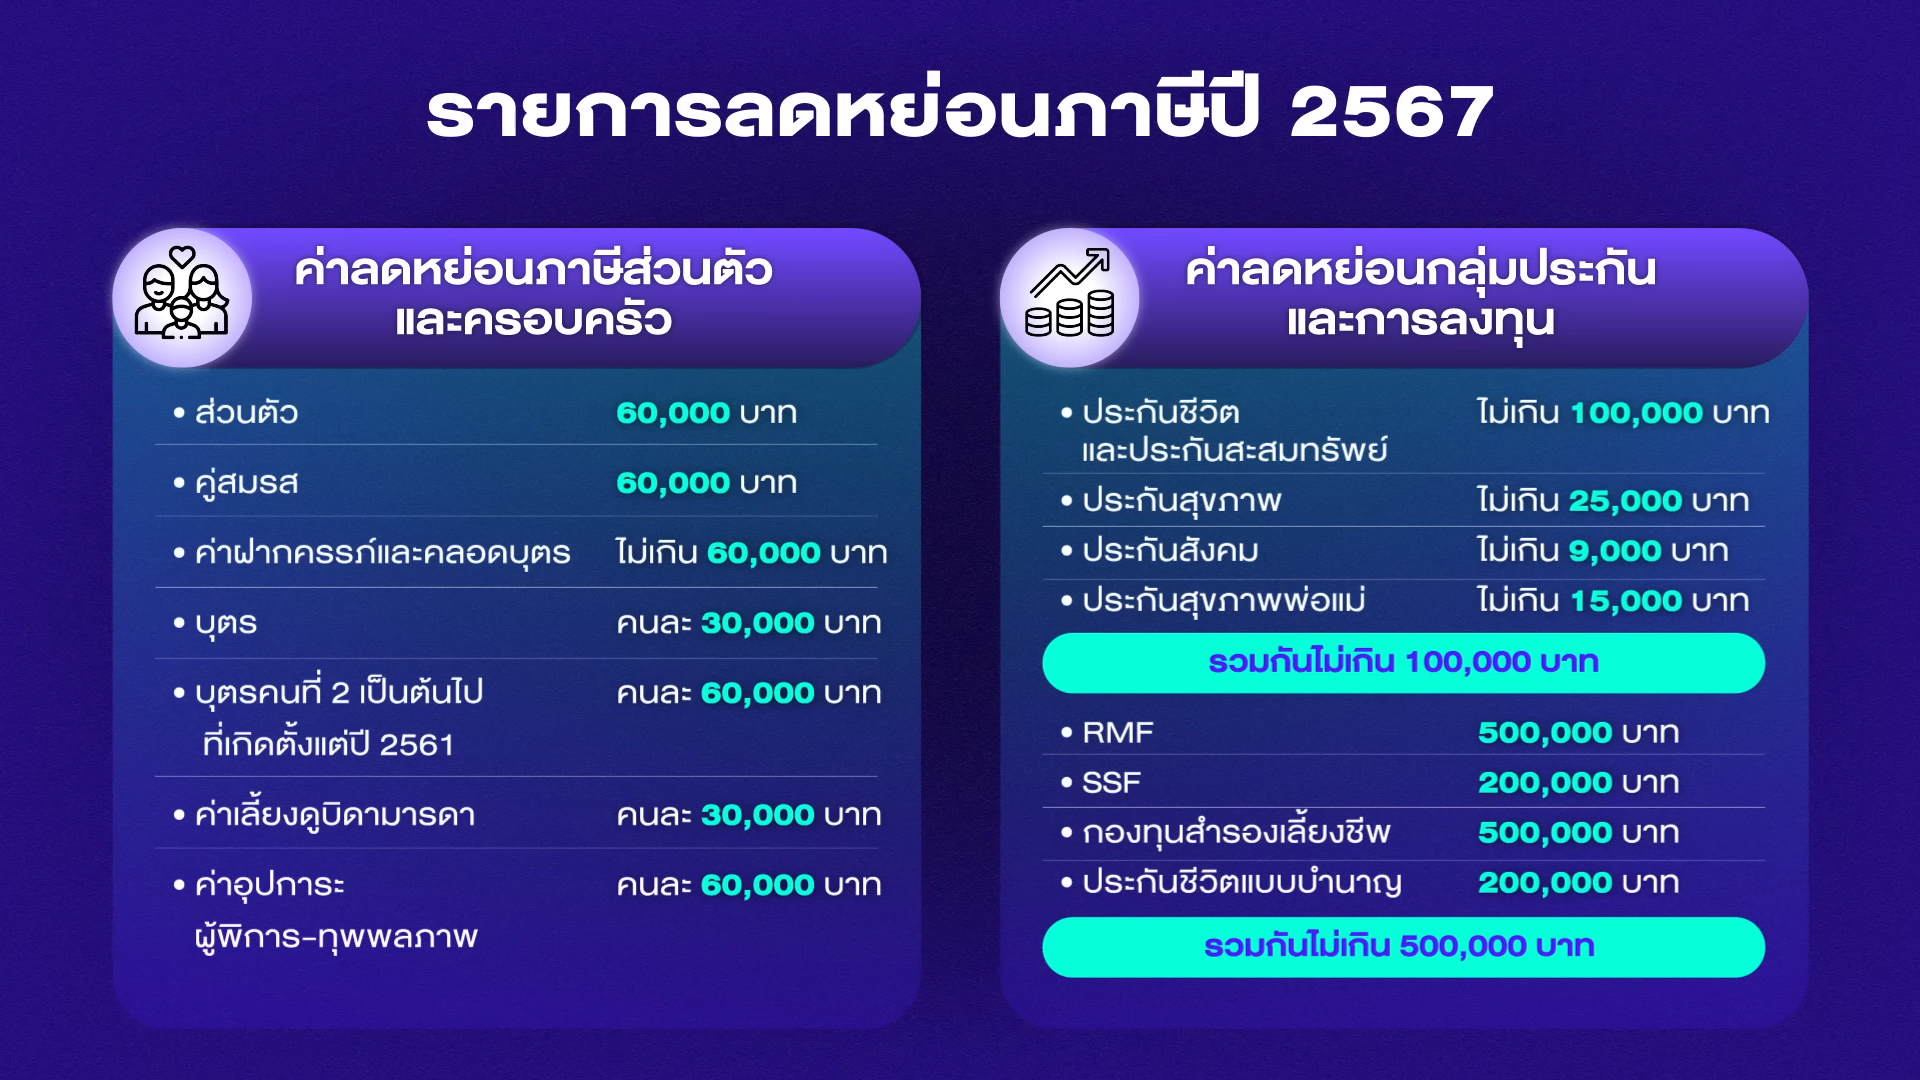 รายการลดหย่อนภาษีปี 2567
ค่าลดหย่อนภาษีส่วนตัว
และครอบครัว
• ส่วนตัว 60,000 บาท
• คู่สมรส 60,000 บาท
• ค่าฝากครรภ์และคลอดบุตร ไม่เกิน 60,000 บาท
• บุตร คนละ 30,000 บาท
• บุตรคนที่ 2 เป็นต้นไป คนละ 60,000 บาท
ที่เกิดตั้งแต่ปี 2561
• ค่าเลี้ยงดูบิดามารดา คนละ 30,000 บาท
• ค่าอุปการะ คนละ 60,000 บาท
ผู้พิการ-ทุพพลภาพ
ค่าลดหย่อนกลุ่มประกัน
และการลงทุน
• ประกันชีวิต ไม่เกิน 100,000 บาท
และประกันสะสมทรัพย์
• ประกันสุขภาพ ไม่เกิน 25,000 บาท
• ประกันสังคม ไม่เกิน 9,000 บาท
• ประกันสุขภาพพ่อแม่ ไม่เกิน 15,000 บาท
รวมกันไม่เกิน 100,000 บาท
• RMF 500,000 บาท
• SSF 200,000 บาท
• กองทุนสำรองเลี้ยงชีพ 500,000 บาท
• ประกันชีวิตแบบบำนาญ 200,000 บาท
รวมกันไม่เกิน 500,000 บาท